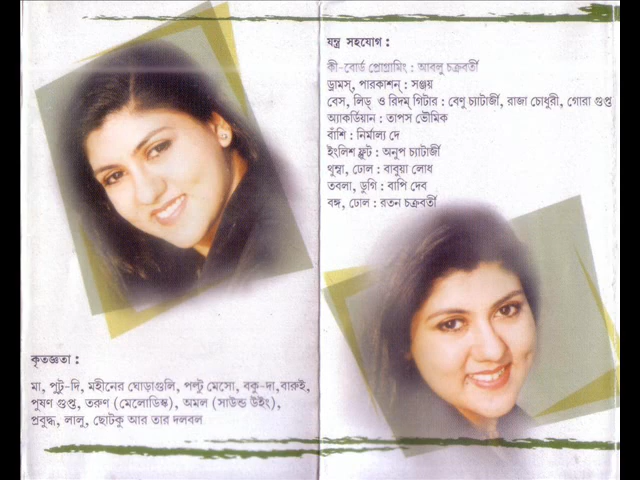 যন্ত্র সহযোগ :
কী-বোর্ড প্রোগ্রামিং : আবলু চক্রবর্তী
ড্রামস্, পারকাশন্ : সঞ্জয়
বেস, লিড্ ও রিদম্ গিটার : বেণু চ্যাটার্জী, রাজা চৌধুরী, গোরা গুপ্ত
অ্যাকর্ডিয়ান : তাপস ভৌমিক
বাঁশি : নির্মাল্য দে
ইংলিশ ফ্লুট : অনুপ চ্যাটার্জী
থুম্বা, ঢোল : বাবুয়া লোধ
তবলা, ডুগি : বাপি দেব
বঙ্গ, ঢোল : রতন চক্রবর্তী
কৃতজ্ঞতা :
মা, পুটু-দি, মহীনের ঘোড়াগুলি, পল্টু মেসো, বকু-দা, বারুই,
পুষণ গুপ্ত, তরুণ (মেলোডিস্ক), অমল (সাউন্ড উইং),
প্রবুদ্ধ, লালু, ছোটকু আর তার দলবল